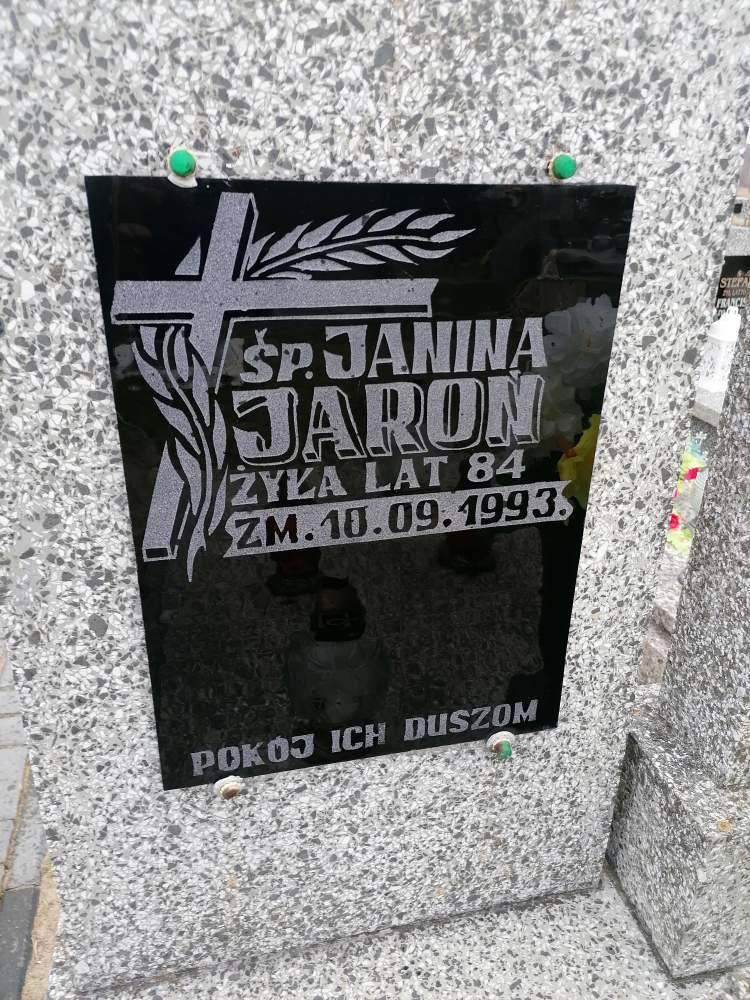 ŚP. JANINA
JAROŃ
ŻYŁA LAT 84
ZM. 10.09.1993.
POKÓJ ICH DUSZOM